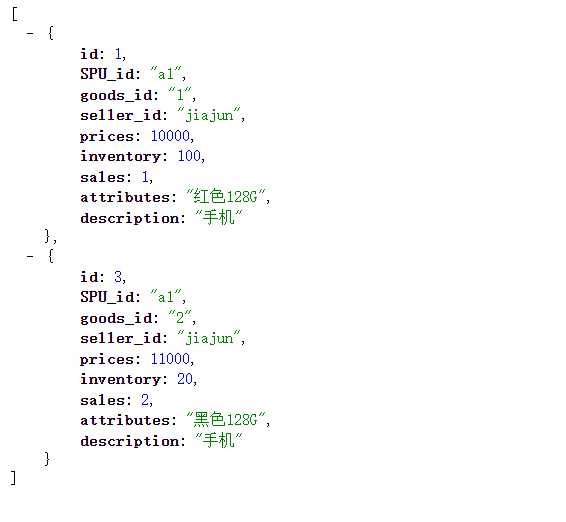 [
- {
id: 1,
SPU_id: "a1",
goods_id: "1",
seller_id: "jiajun",
prices: 10000,
inventory: 100,
sales: 1,
attributes: "红色128G",
description: "手机"
},
- {
id: 3,
SPU_id: "a1",
goods_id: "2",
seller_id: "jiajun",
prices: 11000,
inventory: 20,
sales: 2,
attributes: "黑色128G",
description: "手机"
}
]